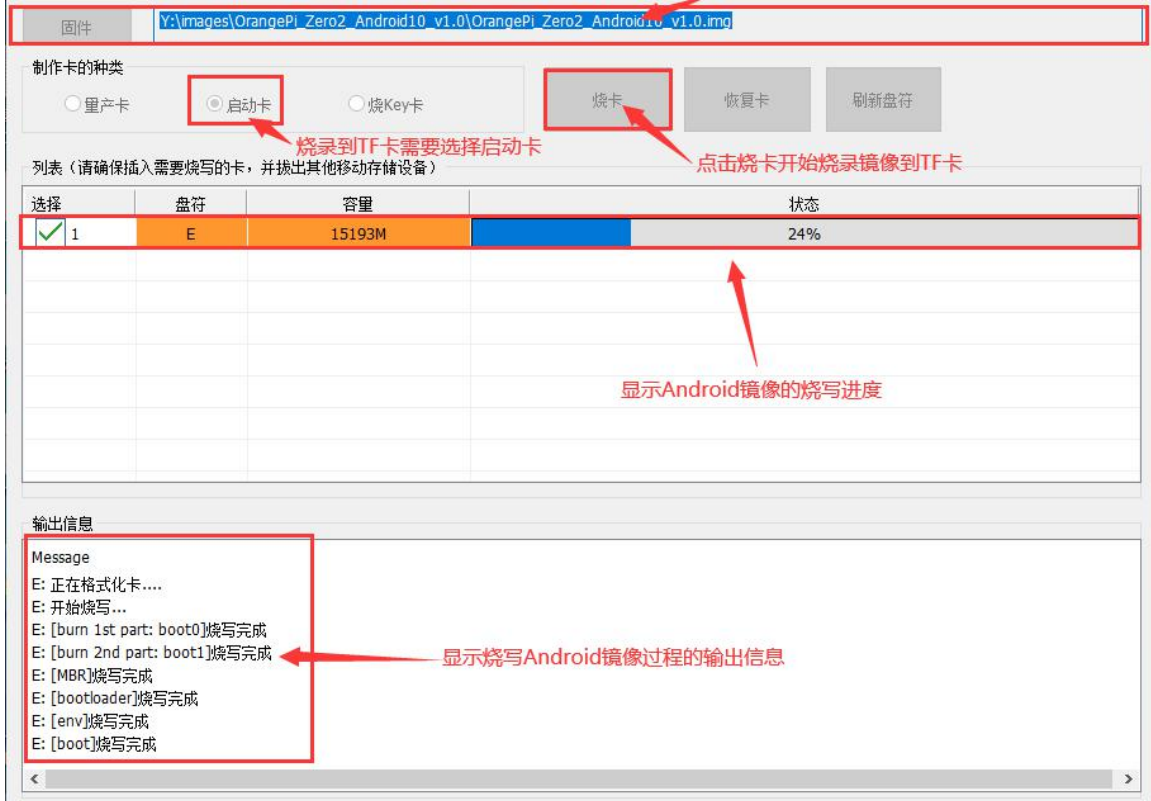 固件 Y:\images\OrangePi_Zero2_Android10_v1.0\OrangePi_Zero2_Android10_v1.0.img
制作卡的种类
量产卡 启动卡 烧Key卡 烧卡 恢复卡 刷新盘符
烧录到TF卡需要选择启动卡
点击烧卡开始烧录镜像到TF卡
列表（请确保插入需要烧写的卡，并拔出其他移动存储设备）
选择 盘符 容量 状态
1 E 15193M 24%
显示Android镜像的烧写进度
输出信息
Message
E: 正在格式化卡....
E: 开始烧写...
E: [burn 1st part: boot0]烧写完成
E: [burn 2nd part: boot1]烧写完成
显示烧写Android镜像过程的输出信息
E: [MBR]烧写完成
E: [bootloader]烧写完成
E: [env]烧写完成
E: [boot]烧写完成